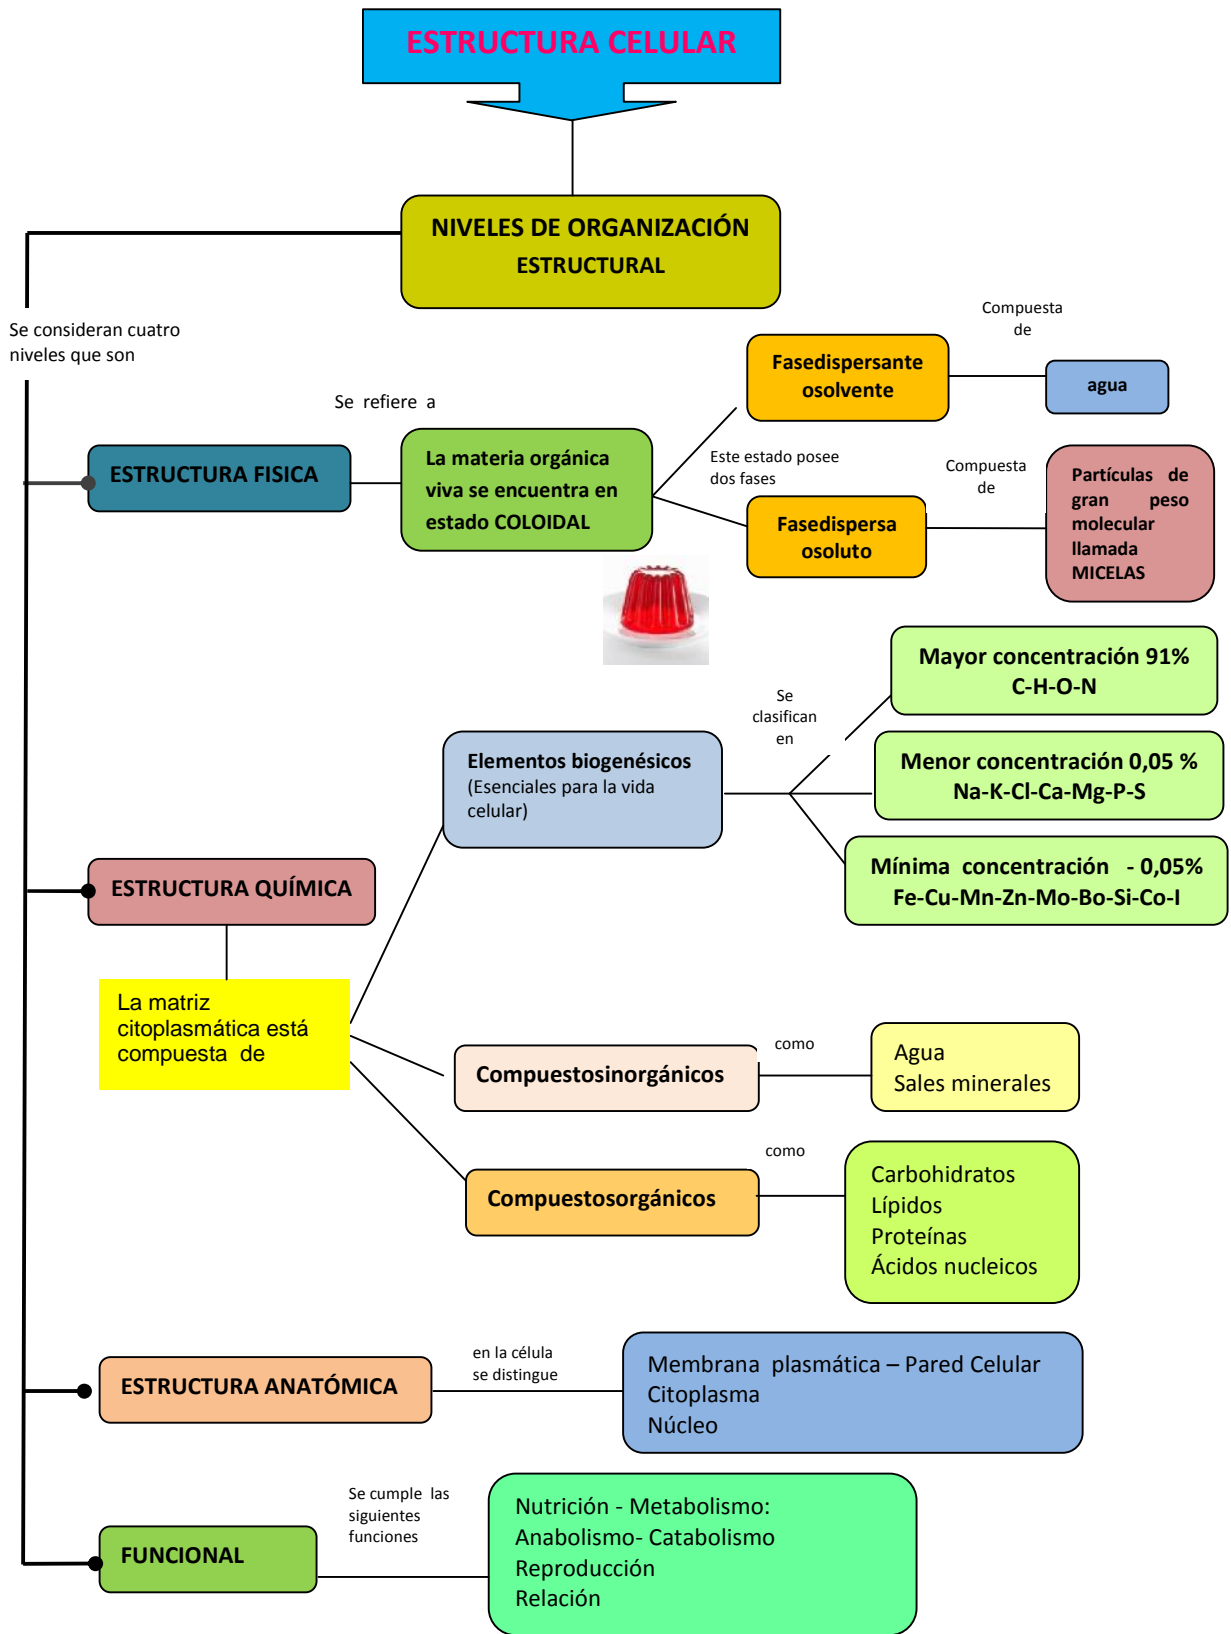 ESTRUCTURA CELULAR
NIVELES DE ORGANIZACIÓN
ESTRUCTURAL
Se consideran cuatro
niveles que son
Se refiere a
ESTRUCTURA FISICA
La materia orgánica
viva se encuentra en
estado COLOIDAL
Este estado posee
dos fases
Fasedispersante
osolvente
Compuesta
de
agua
Fasedispersa
osoluto
Compuesta
de
Partículas de
gran peso
molecular
llamada
MICELAS
ESTRUCTURA QUÍMICA
La matriz
citoplasmática está
compuesta de
Elementos biogenésicos
(Esenciales para la vida
celular)
Se
clasifican
en
Mayor concentración 91%
C-H-O-N
Menor concentración 0,05 %
Na-K-Cl-Ca-Mg-P-S
Mínima concentración - 0,05%
Fe-Cu-Mn-Zn-Mo-Bo-Si-Co-I
Compuestosinorgánicos
como
Agua
Sales minerales
Compuestosorgánicos
como
Carbohidratos
Lípidos
Proteínas
Ácidos nucleicos
ESTRUCTURA ANATÓMICA
en la célula
se distingue
Membrana plasmática – Pared Celular
Citoplasma
Núcleo
FUNCIONAL
Se cumple las
siguientes
funciones
Nutrición - Metabolismo:
Anabolismo- Catabolismo
Reproducción
Relación